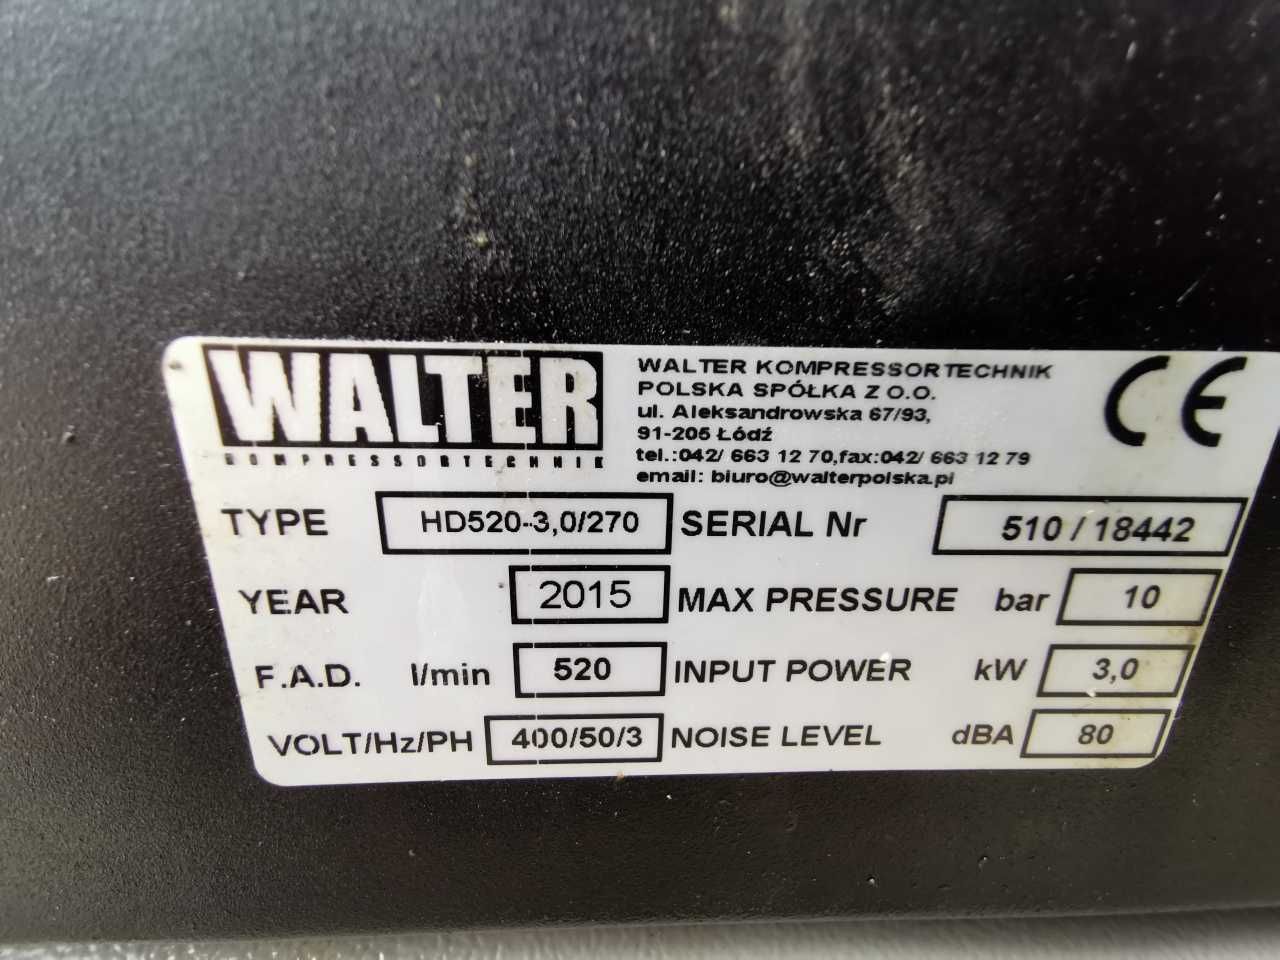 WALTER
KOMPRESSORTECHNIK
WALTER KOMPRESSORTECHNIK
POLSKA SPÓŁKA Z O.O.
ul. Aleksandrowska 67/93,
91-205 Łódź
tel.:042/ 663 12 70,fax:042/ 663 12 79
email: biuro@walterpolska.pl
CE
TYPE HD520-3,0/270 SERIAL Nr 510 / 18442
YEAR 2015 MAX PRESSURE bar 10
F.A.D. l/min 520 INPUT POWER kW 3,0
VOLT/Hz/PH 400/50/3 NOISE LEVEL dBA 80